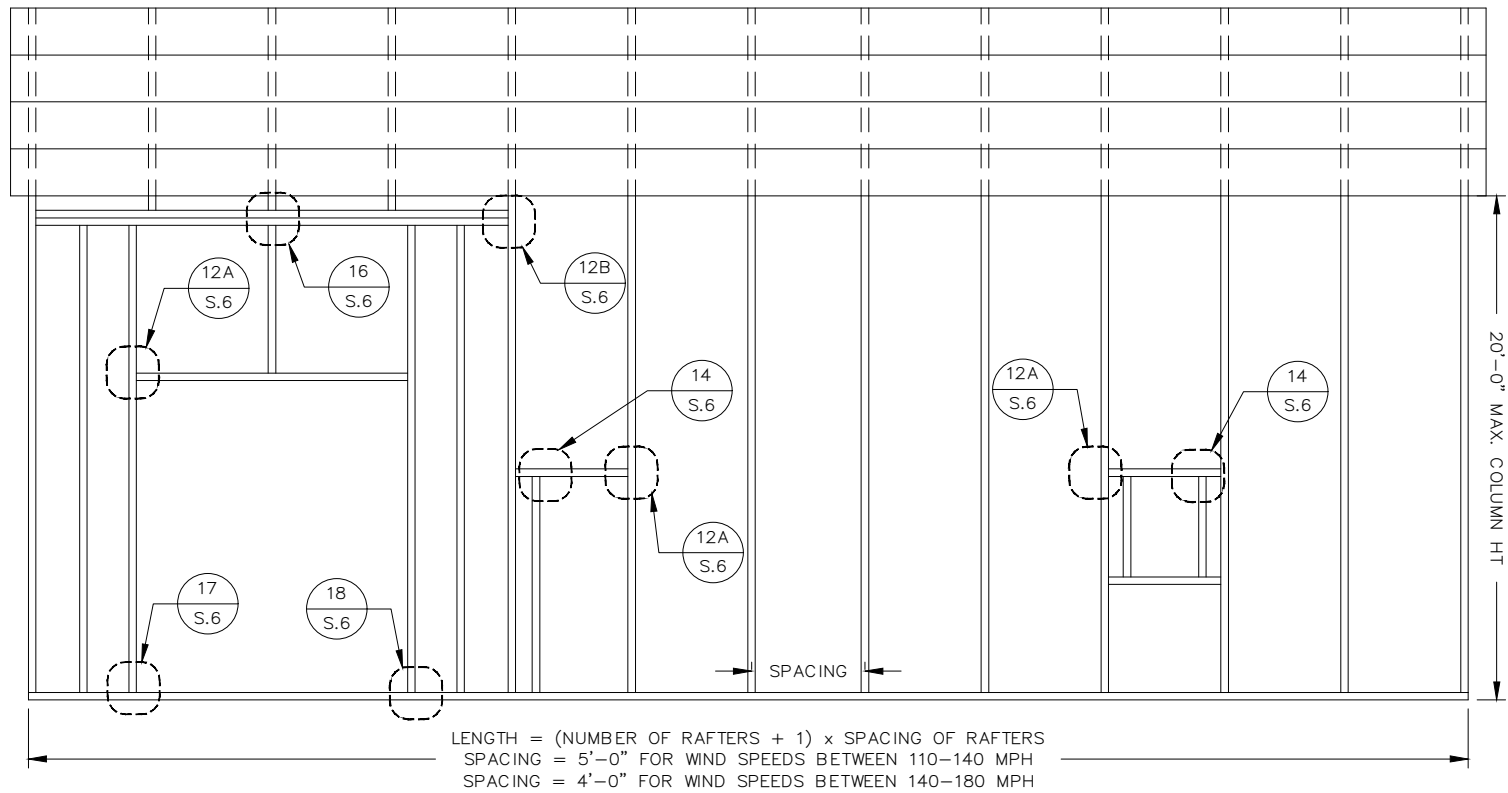 12A
S.6
16
S.6
12B
S.6
14
S.6
12A
S.6
14
S.6
20'-0" MAX. COLUMN HT
12A
S.6
17
S.6
18
S.6
SPACING
LENGTH = (NUMBER OF RAFTERS + 1) x SPACING OF RAFTERS
SPACING = 5'-0" FOR WIND SPEEDS BETWEEN 110-140 MPH
SPACING = 4'-0" FOR WIND SPEEDS BETWEEN 140-180 MPH